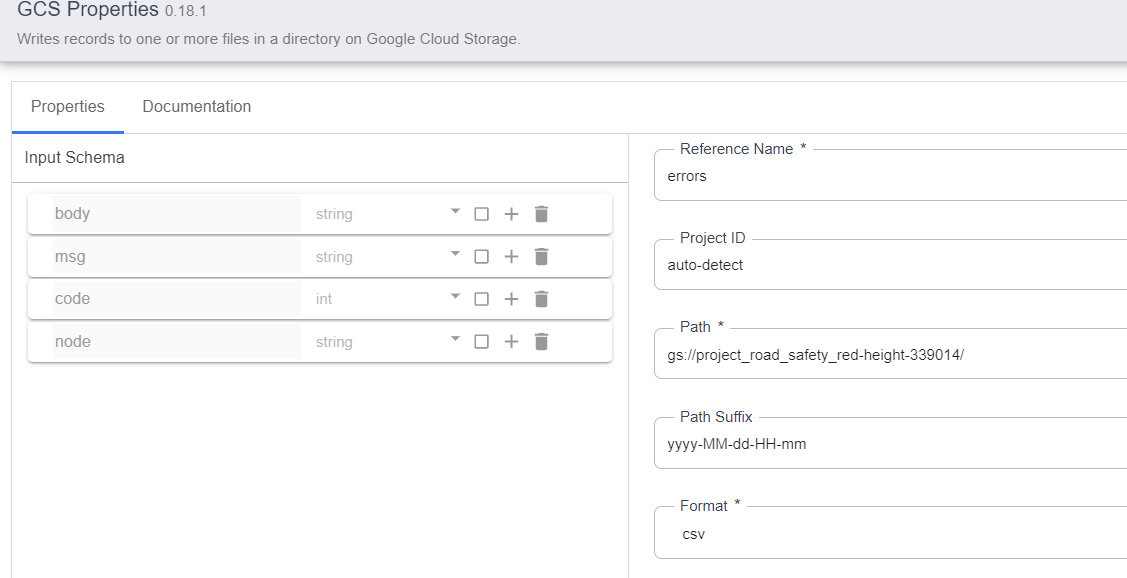 GCS Properties 0.18.1
Writes records to one or more files in a directory on Google Cloud Storage.
Properties Documentation
Input Schema
body string
msg string
code int
node string
Reference Name *
errors
Project ID
auto-detect
Path *
gs://project_road_safety_red-height-339014/
Path Suffix
yyyy-MM-dd-HH-mm
Format *
csv